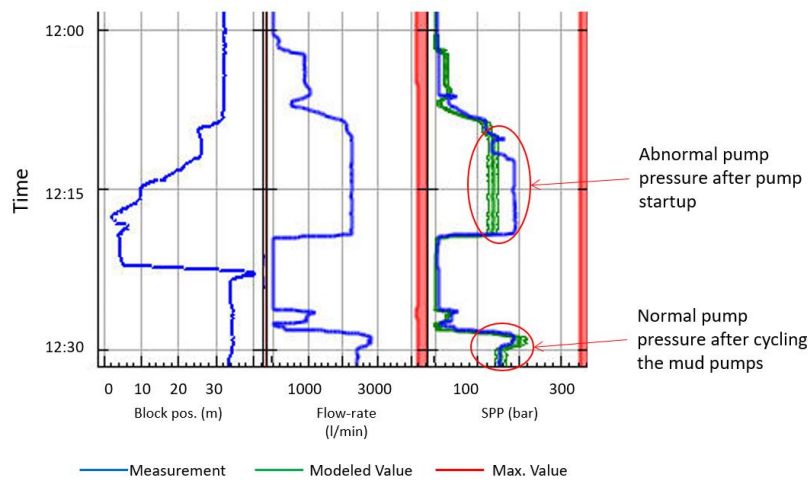 12:00
12:15
12:30
Time
0 10 20 30
1000 3000
100 300
Block pos. (m)
Flow-rate
(l/min)
SPP (bar)
Abnormal pump
pressure after pump
startup
Normal pump
pressure after cycling
the mud pumps
Measurement Modeled Value Max. Value